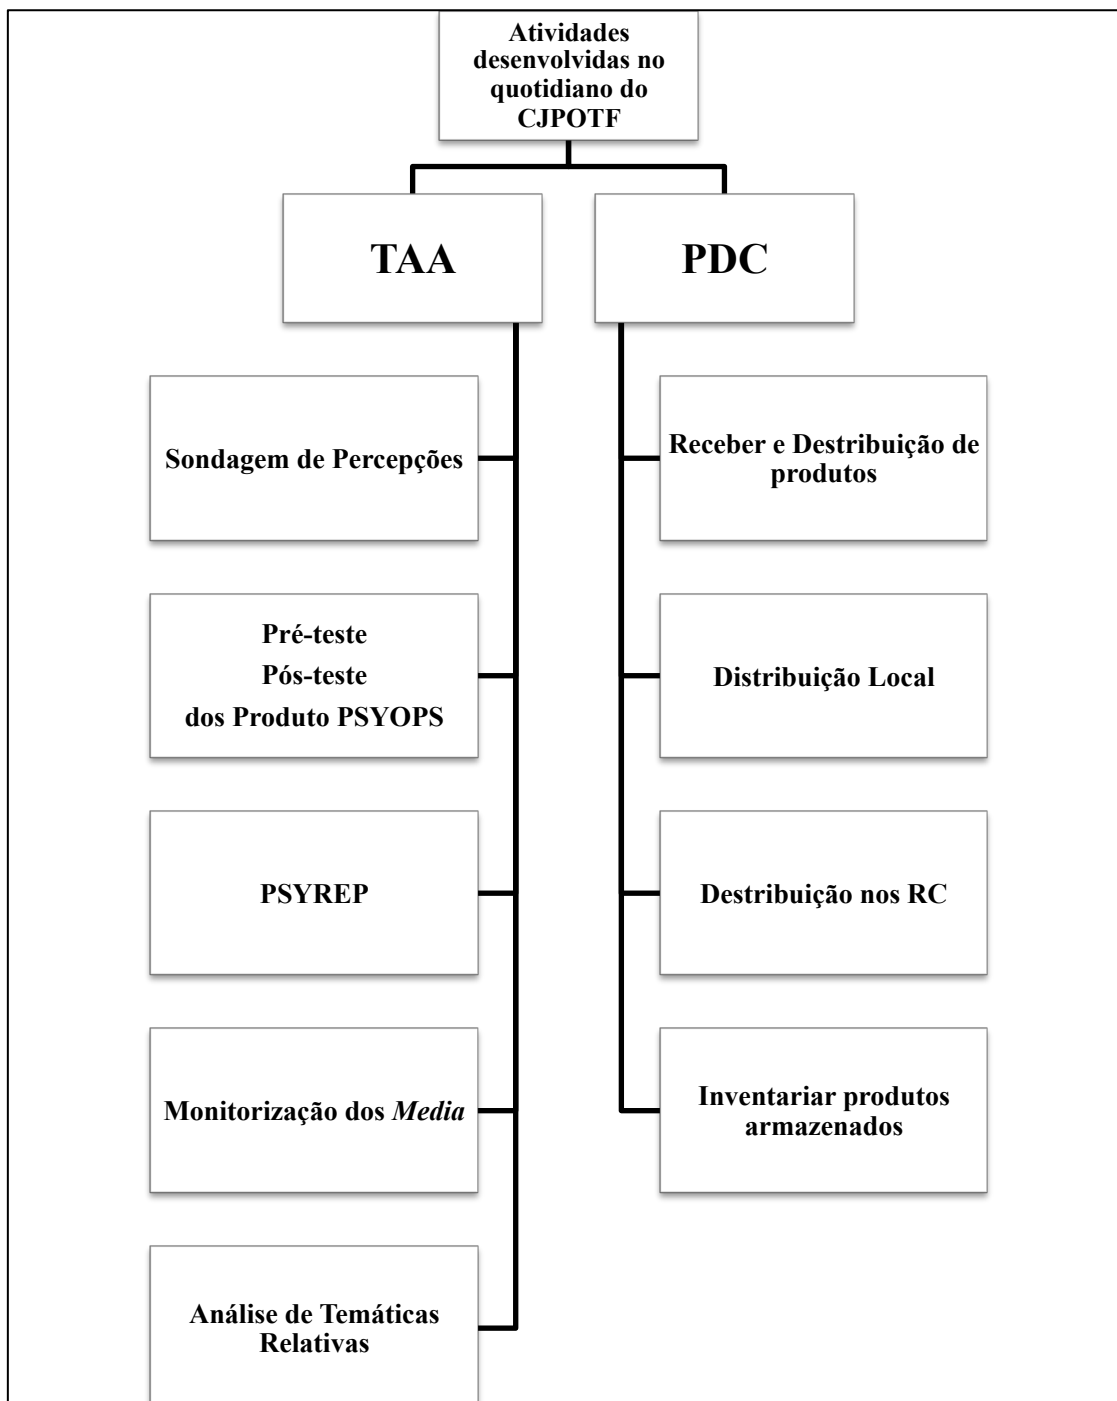 Atividades
desenvolvidas no
quotidiano do
CJPOTF
TAA
PDC
Sondagem de Percepções
Pré-teste
Pós-teste
dos Produto PSYOPS
PSYREP
Monitorização dos Media
Análise de Temáticas
Relativas
Receber e Destribuição de
produtos
Distribuição Local
Destribuição nos RC
Inventariar produtos
armazenados